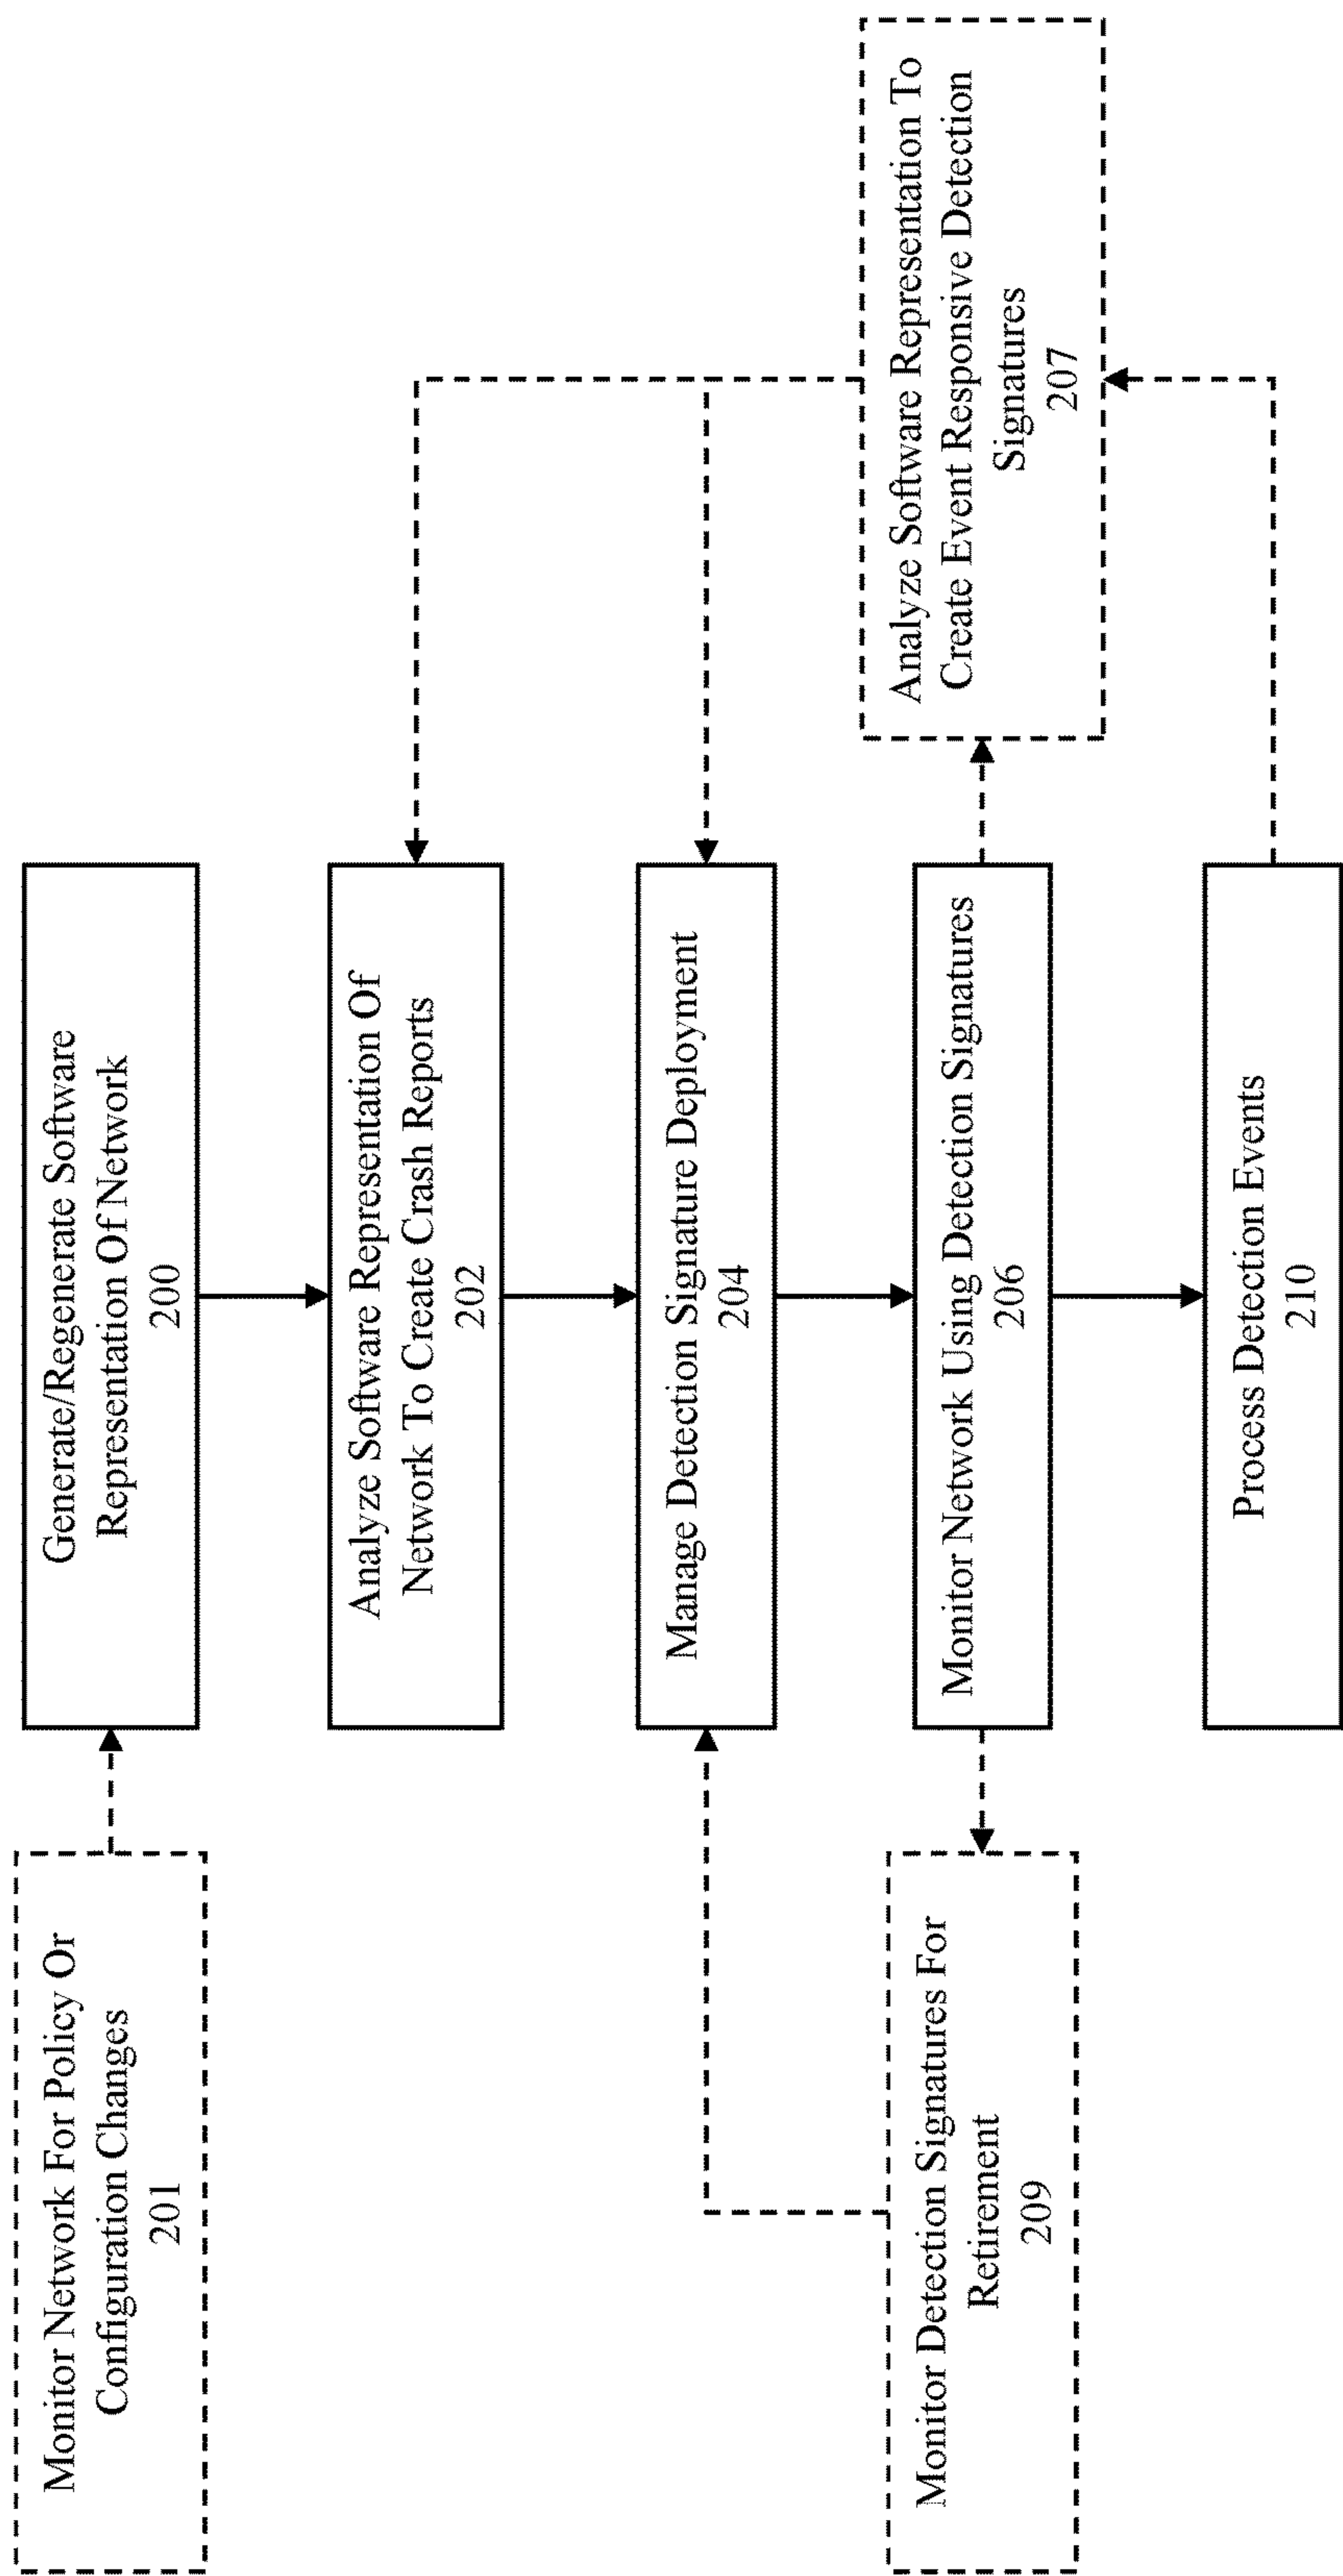 Monitor Network For Policy Or
Configuration Changes
201
Generate/Regenerate Software
Representation Of Network
200
Analyze Software Representation Of
Network To Create Crash Reports
202
Manage Detection Signature Deployment
204
Monitor Network Using Detection Signatures
206
Monitor Detection Signatures For
Retirement
209
Analyze Software Representation To
Create Event Responsive Detection
Signatures
207
Process Detection Events
210